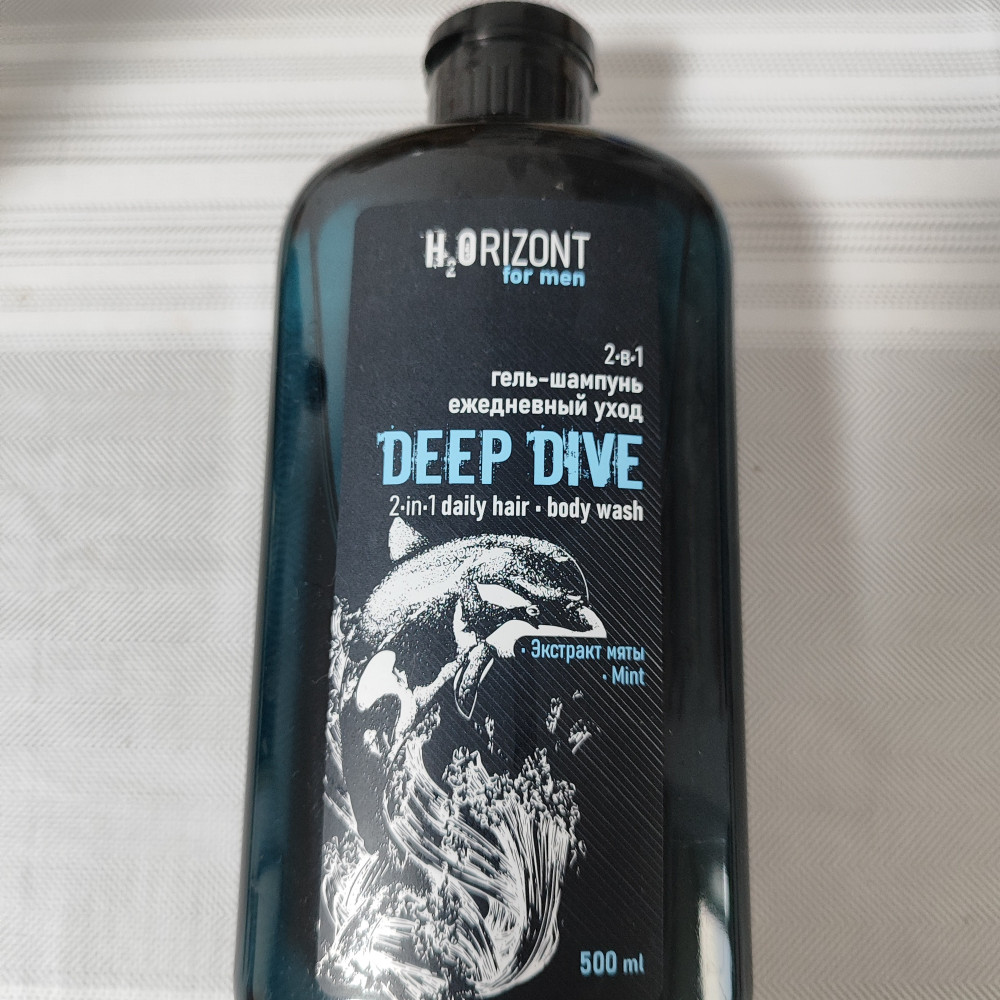 H₂ORIZONT
for men
2·в·1
гель-шампунь
ежедневный уход
DEEP DIVE
2·in·1 daily hair · body wash
· Экстракт мяты
· Mint
500 ml